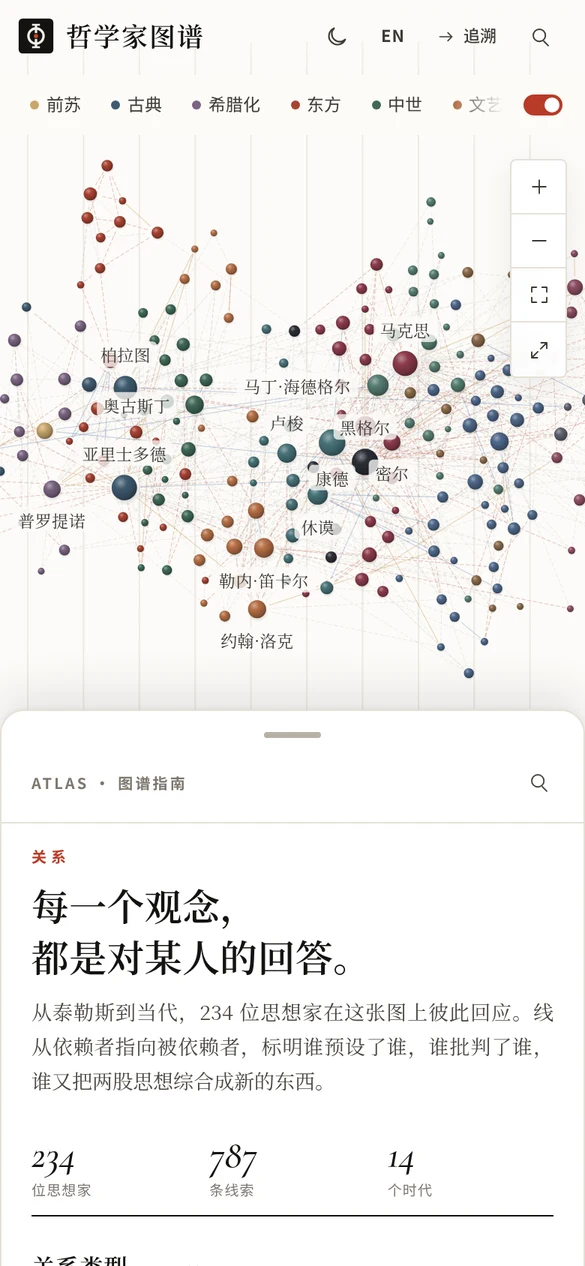 哲学家图谱
EN
→ 追溯
前苏
古典
希腊化
东方
中世
文艺
马克思
柏拉图
马丁·海德格尔
奥古斯丁
卢梭
黑格尔
亚里士多德
康德
密尔
普罗提诺
休谟
勒内·笛卡尔
约翰·洛克
ATLAS • 图谱指南
关系
每一个观念，
都是对某人的回答。
从泰勒斯到当代，234 位思想家在这张图上彼此回应。线
从依赖者指向被依赖者，标明谁预设了谁，谁批判了谁，
谁又把两股思想综合成新的东西。
234
787
14
位思想家
条线索
个时代
关系类型